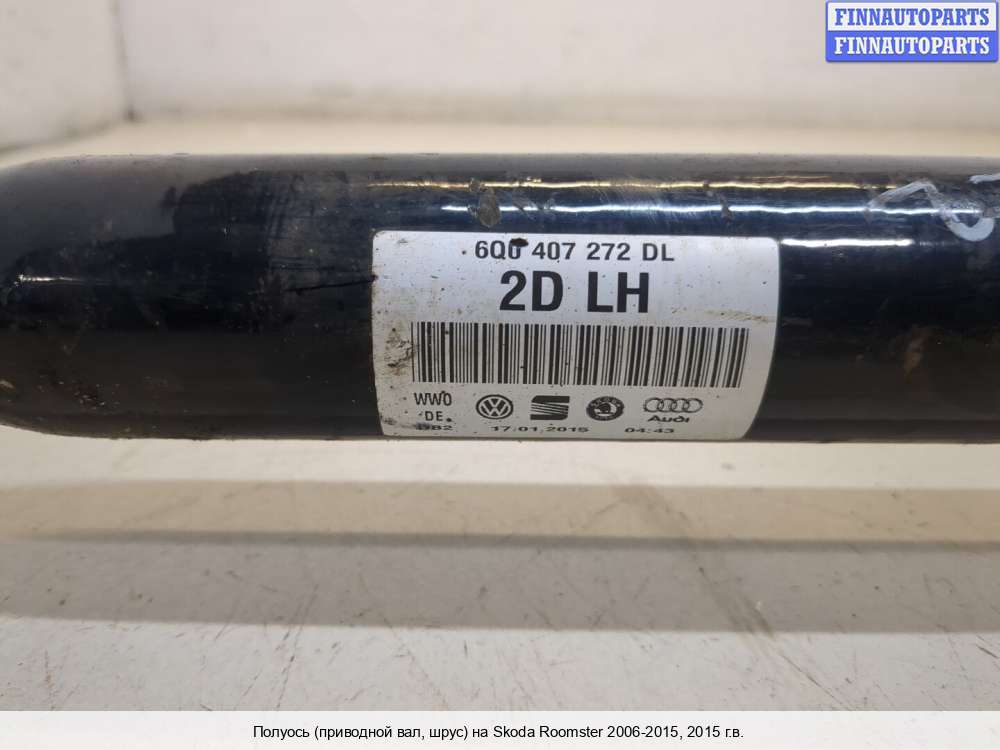 FINNAUTOPARTS
FINNAUTOPARTS
6Q0 407 272 DL
2D LH
WW0
DE
17.01.2015 04:43
Audi
Полуось (приводной вал, шрус) на Skoda Roomster 2006-2015, 2015 г.в.